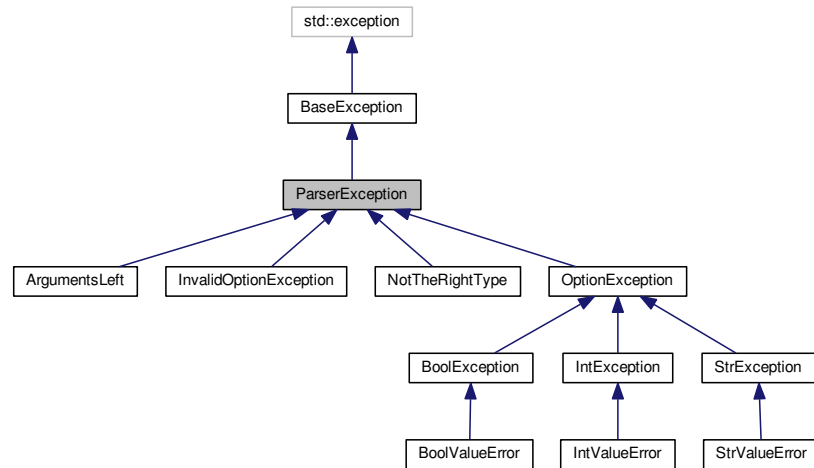 std::exception
BaseException
ParserException
ArgumentsLeft
InvalidOptionException
NotTheRightType
OptionException
BoolException
IntException
StrException
BoolValueError
IntValueError
StrValueError